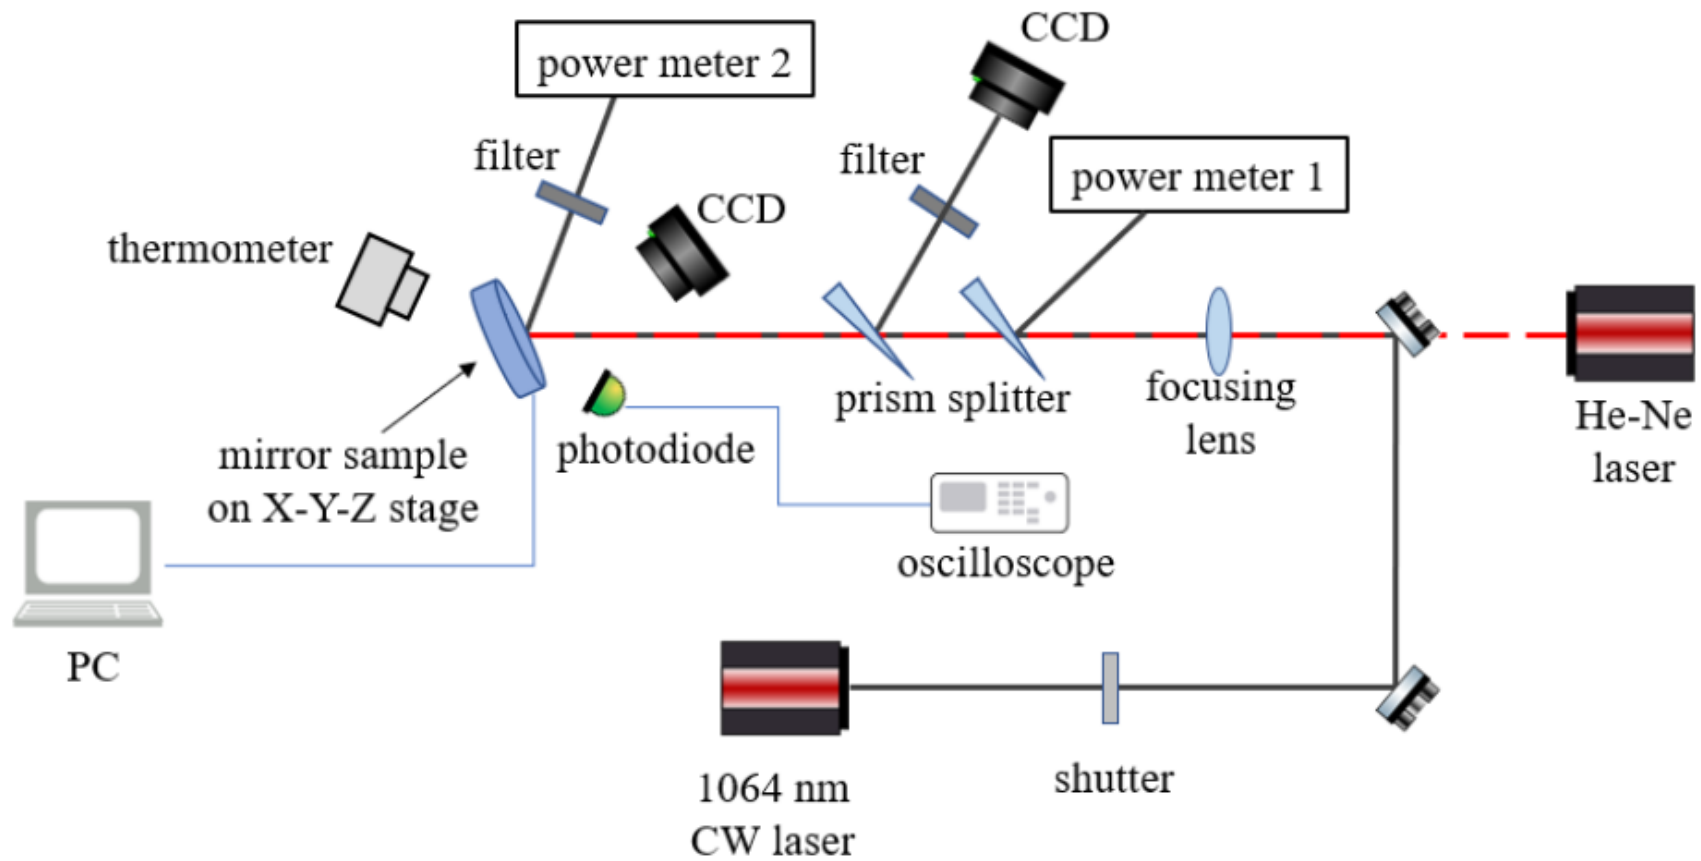 CCD
power meter 2
filter
filter
power meter 1
CCD
thermometer
prism splitter
focusing
lens
He-Ne
laser
mirror sample
on X-Y-Z stage
photodiode
oscilloscope
PC
1064 nm
CW laser
shutter